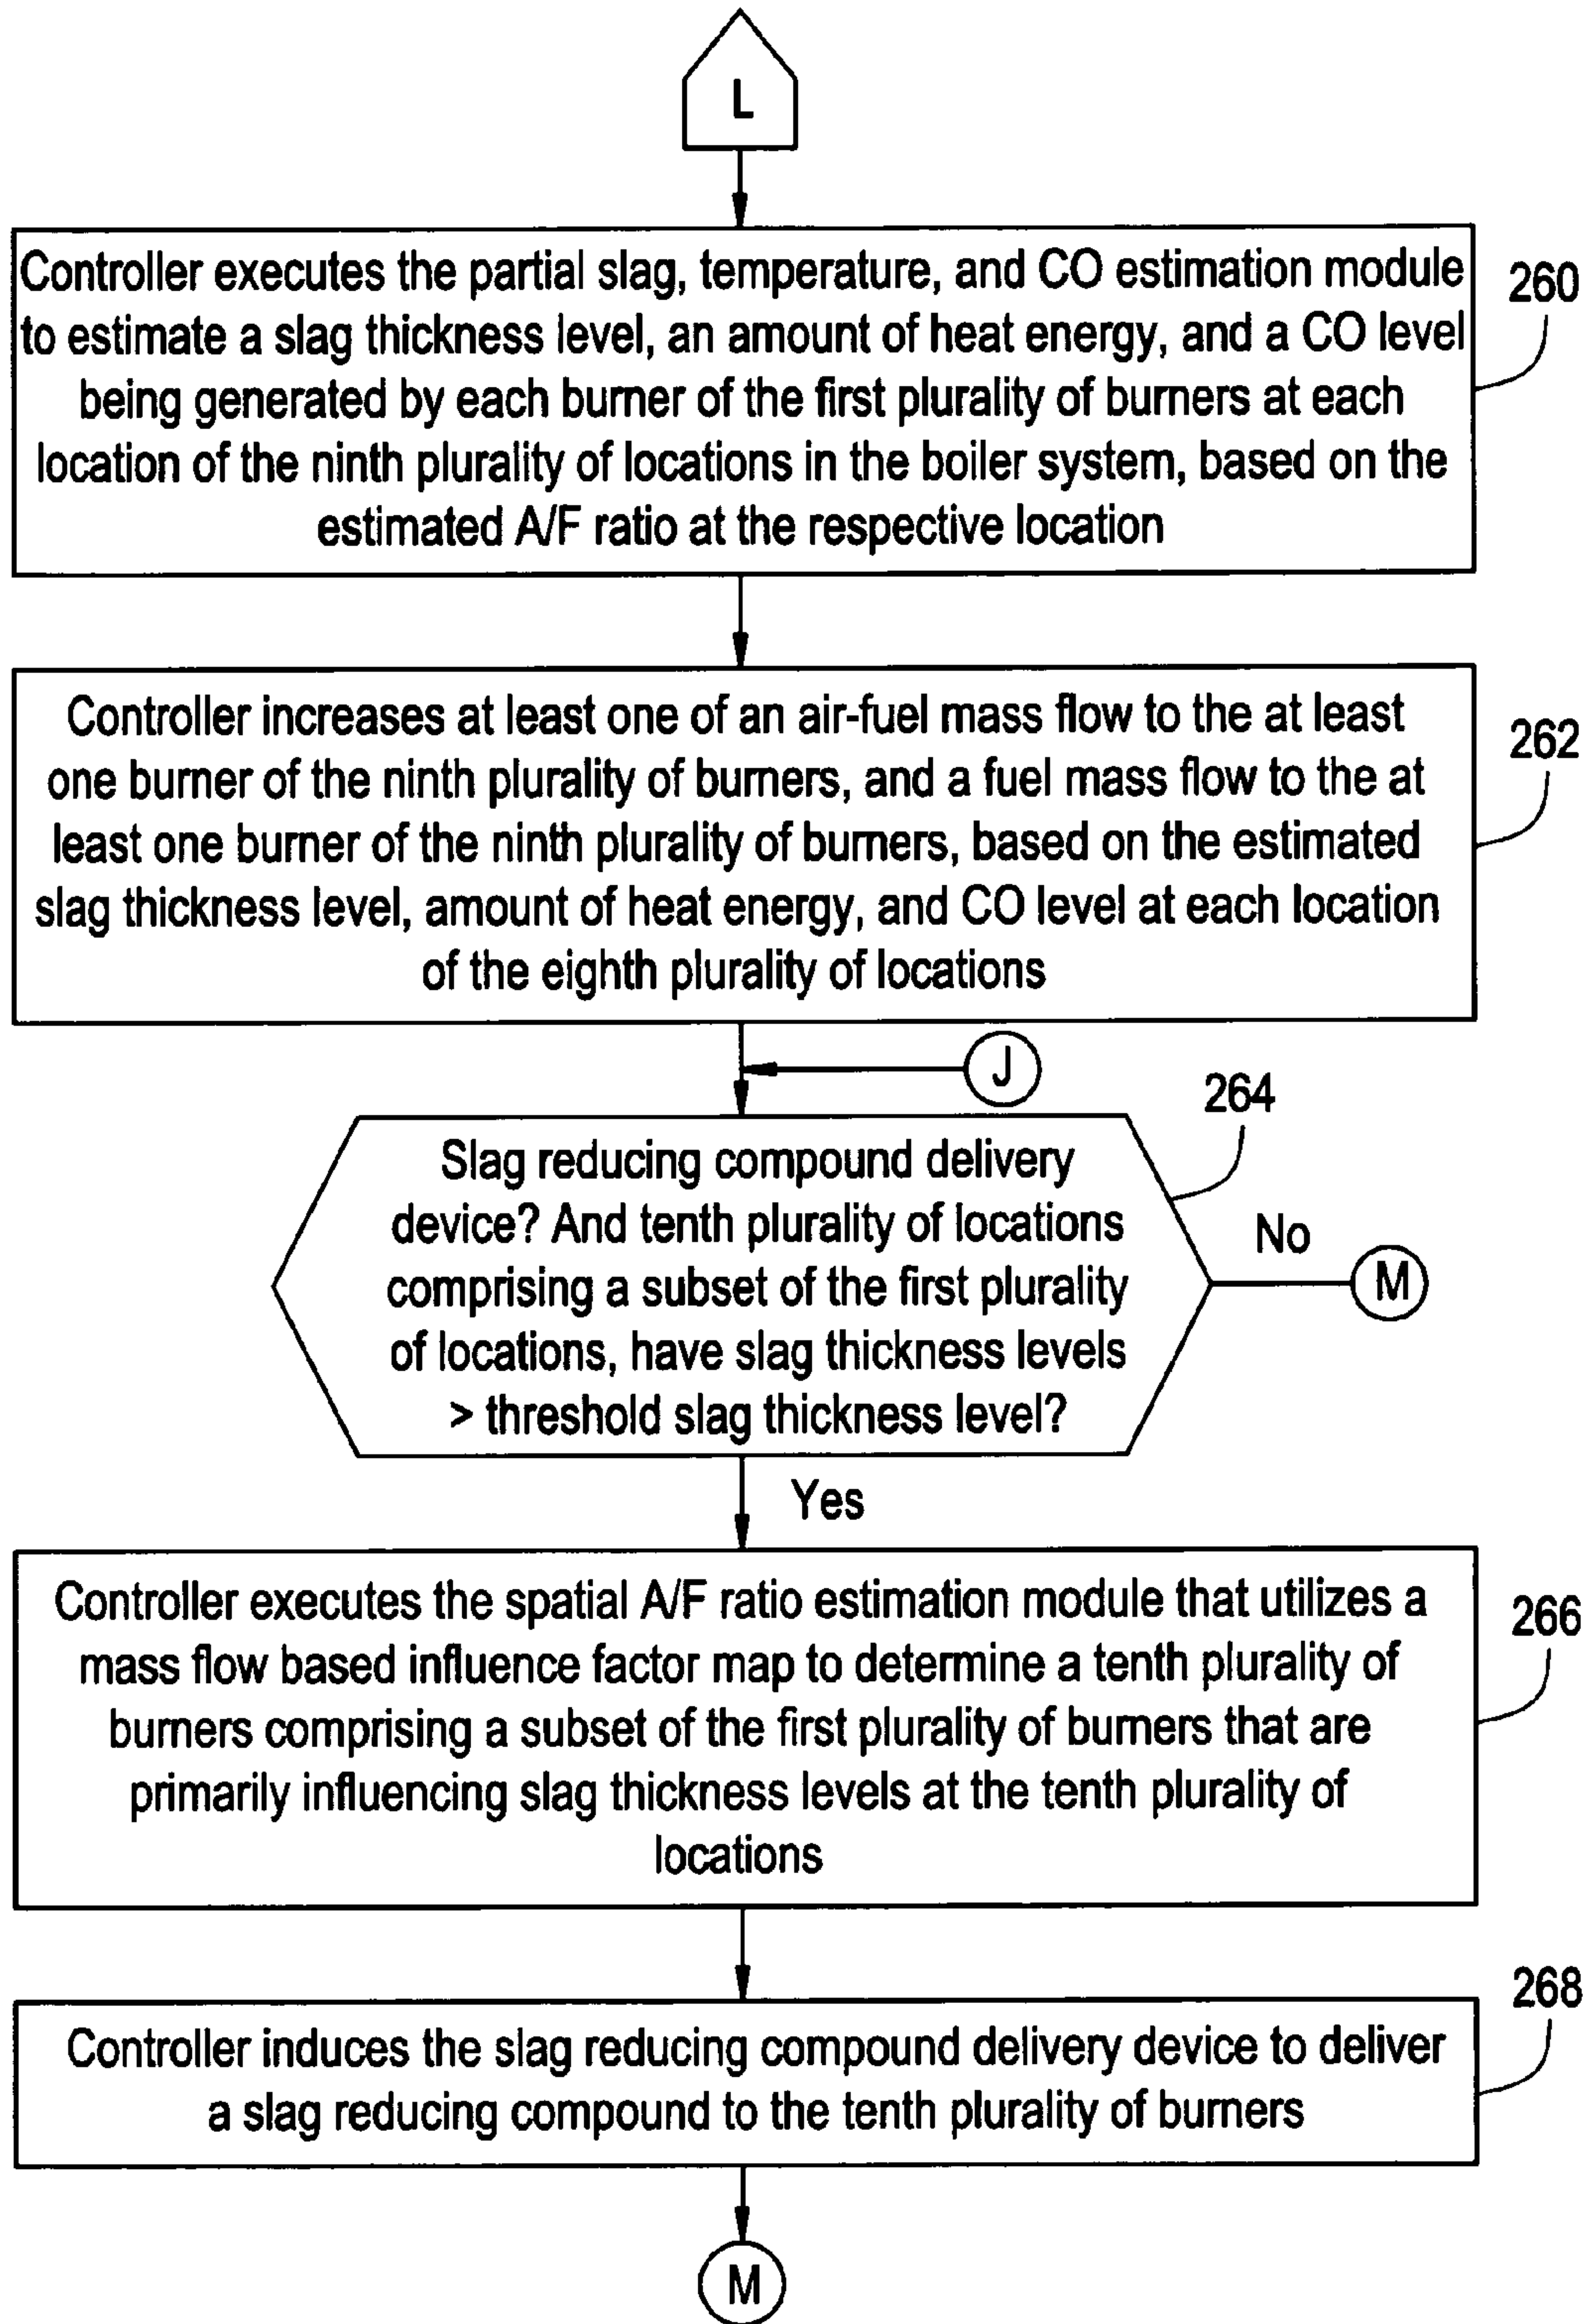 L
Controller executes the partial slag, temperature, and CO estimation module
to estimate a slag thickness level, an amount of heat energy, and a CO level
being generated by each burner of the first plurality of burners at each
location of the ninth plurality of locations in the boiler system, based on the
estimated A/F ratio at the respective location
260
Controller increases at least one of an air-fuel mass flow to the at least
one burner of the ninth plurality of burners, and a fuel mass flow to the at
least one burner of the ninth plurality of burners, based on the estimated
slag thickness level, amount of heat energy, and CO level at each location
of the eighth plurality of locations
262
J
264
Slag reducing compound delivery
device? And tenth plurality of locations
comprising a subset of the first plurality
of locations, have slag thickness levels
> threshold slag thickness level?
No
M
Yes
Controller executes the spatial A/F ratio estimation module that utilizes a
mass flow based influence factor map to determine a tenth plurality of
burners comprising a subset of the first plurality of burners that are
primarily influencing slag thickness levels at the tenth plurality of
locations
266
268
Controller induces the slag reducing compound delivery device to deliver
a slag reducing compound to the tenth plurality of burners
M